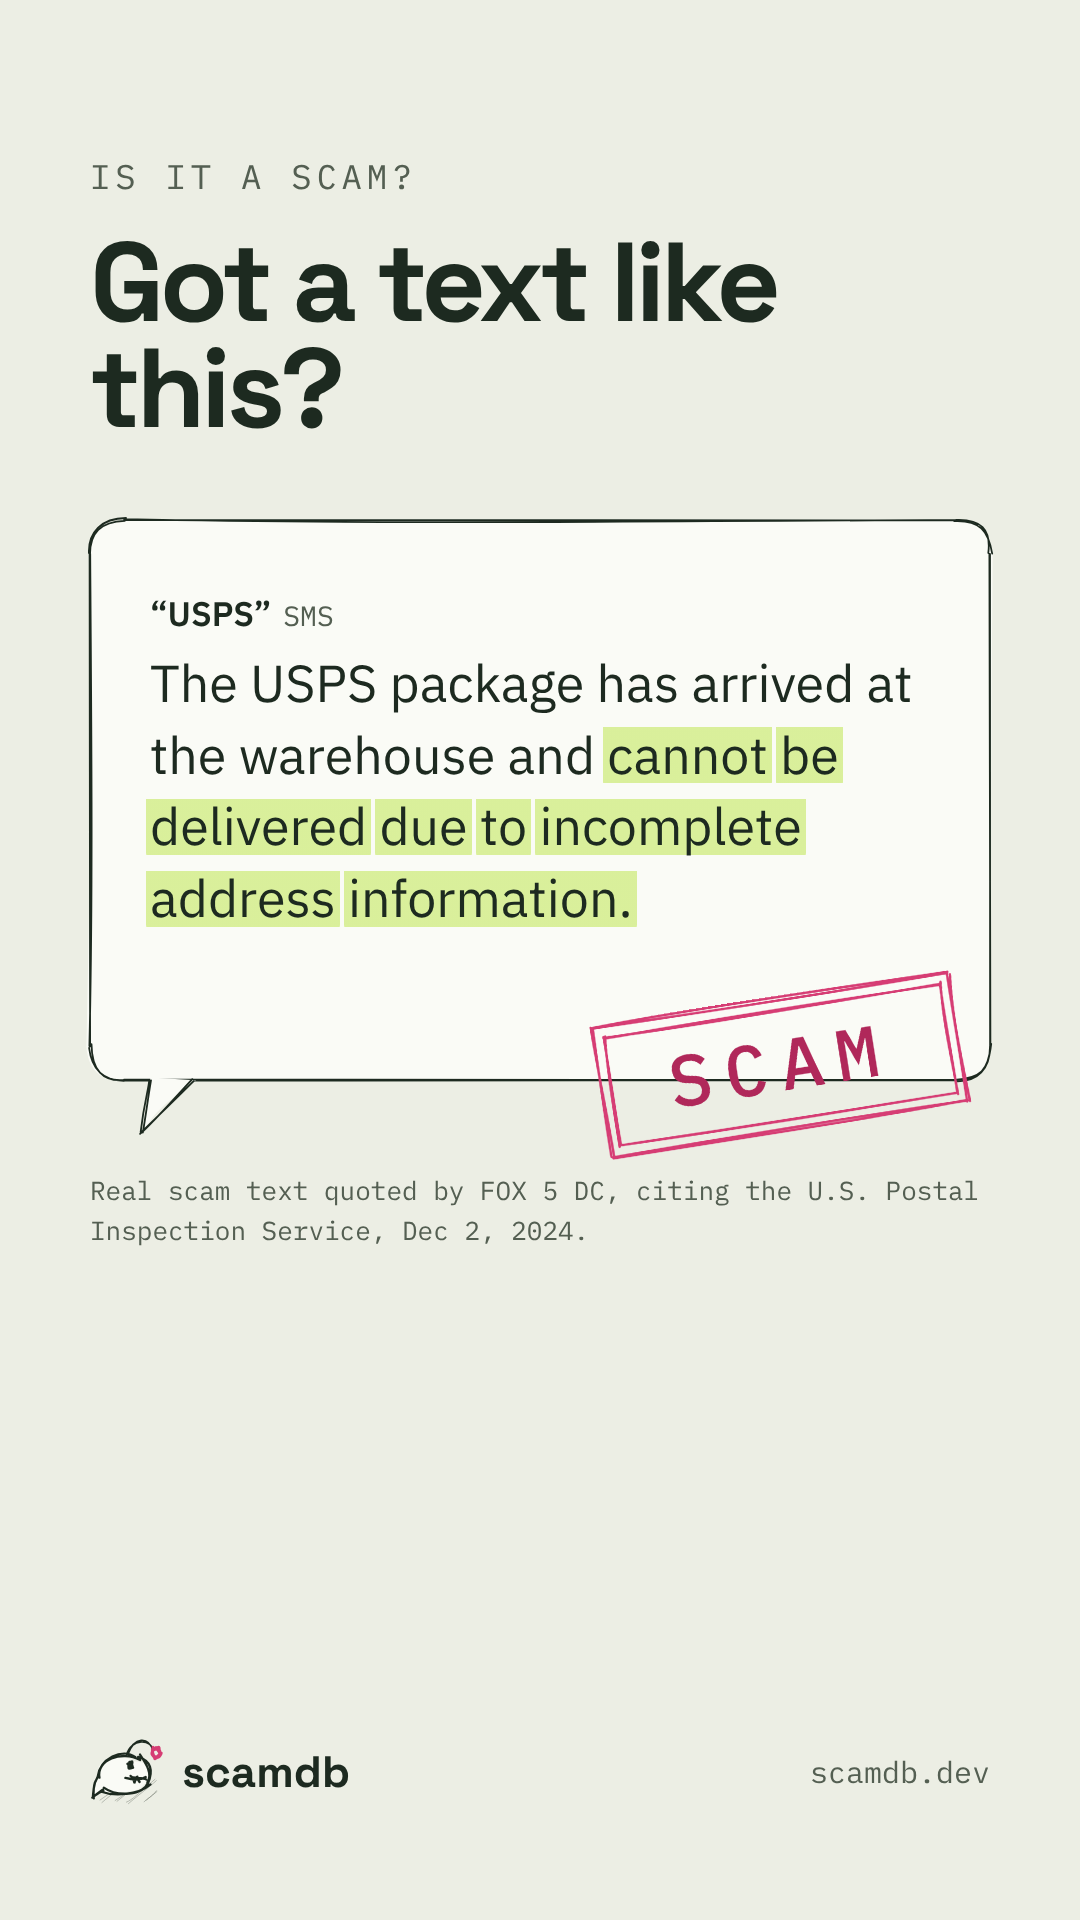 IS IT A SCAM?
Got a text like
this?
“USPS” SMS
The USPS package has arrived at
the warehouse and cannot be
delivered due to incomplete
address information.
SCAM
Real scam text quoted by FOX 5 DC, citing the U.S. Postal
Inspection Service, Dec 2, 2024.
scamdb
scamdb.dev